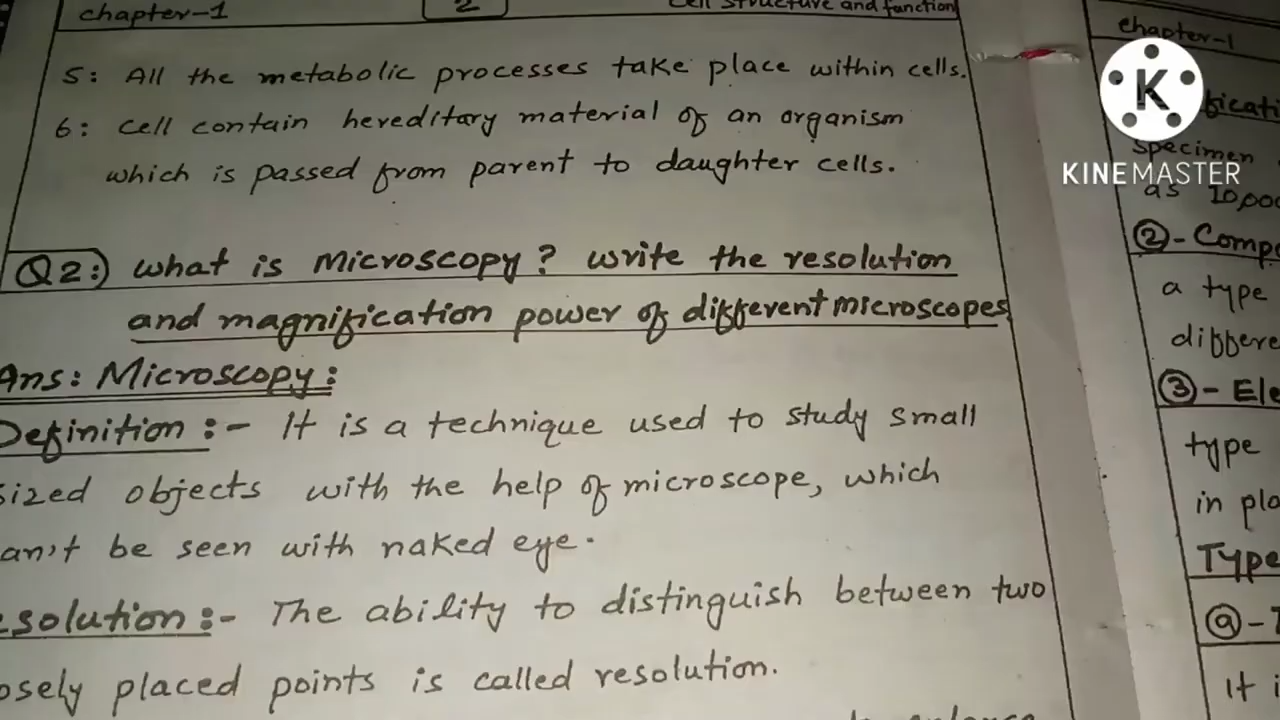 chapter-1
2
Cell structure and function
5: All the metabolic processes take place within cells.
6: Cell contain hereditary material of an organism
which is passed from parent to daughter cells.
Q2:) what is Microscopy? write the resolution
and magnification power of different microscopes
Ans: Microscopy:
Definition :- It is a technique used to study small
sized objects with the help of microscope, which
an't be seen with naked eye.
esolution :- The ability to distinguish between two
osely placed points is called resolution.
chapter-1
specimen
as 10,000
②- Comp
a type
differe
③- Ele
type
in pla
Type
ⓐ-
It i
K
KINEMASTER